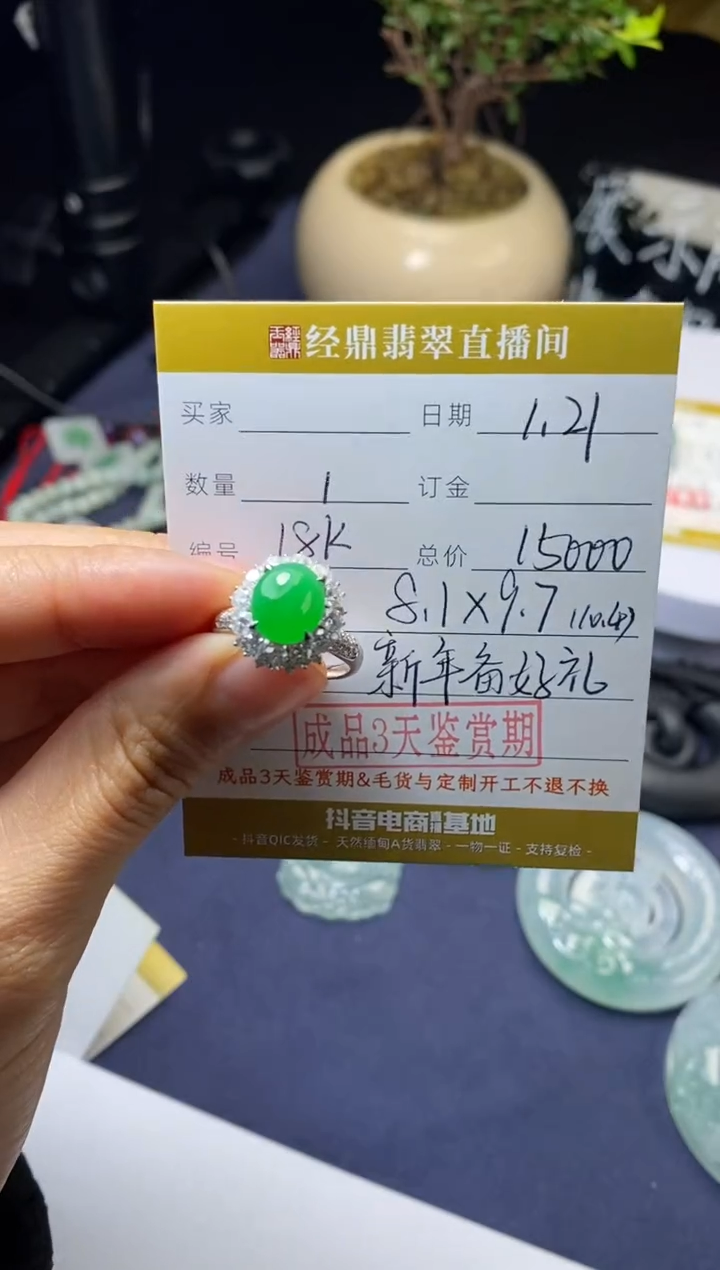 经鼎翡翠直播间
买家 日期 1.21
数量 1 订金
编号 18K 总价 15000
8.1×9.7 (10.4)
新年备好礼
成品3天鉴赏期
成品3天鉴赏期&毛货与定制开工不退不换
抖音电商 基地
- 抖音QIC发货 - 天然缅甸A货翡翠 - 一物一证 - 支持复检 -